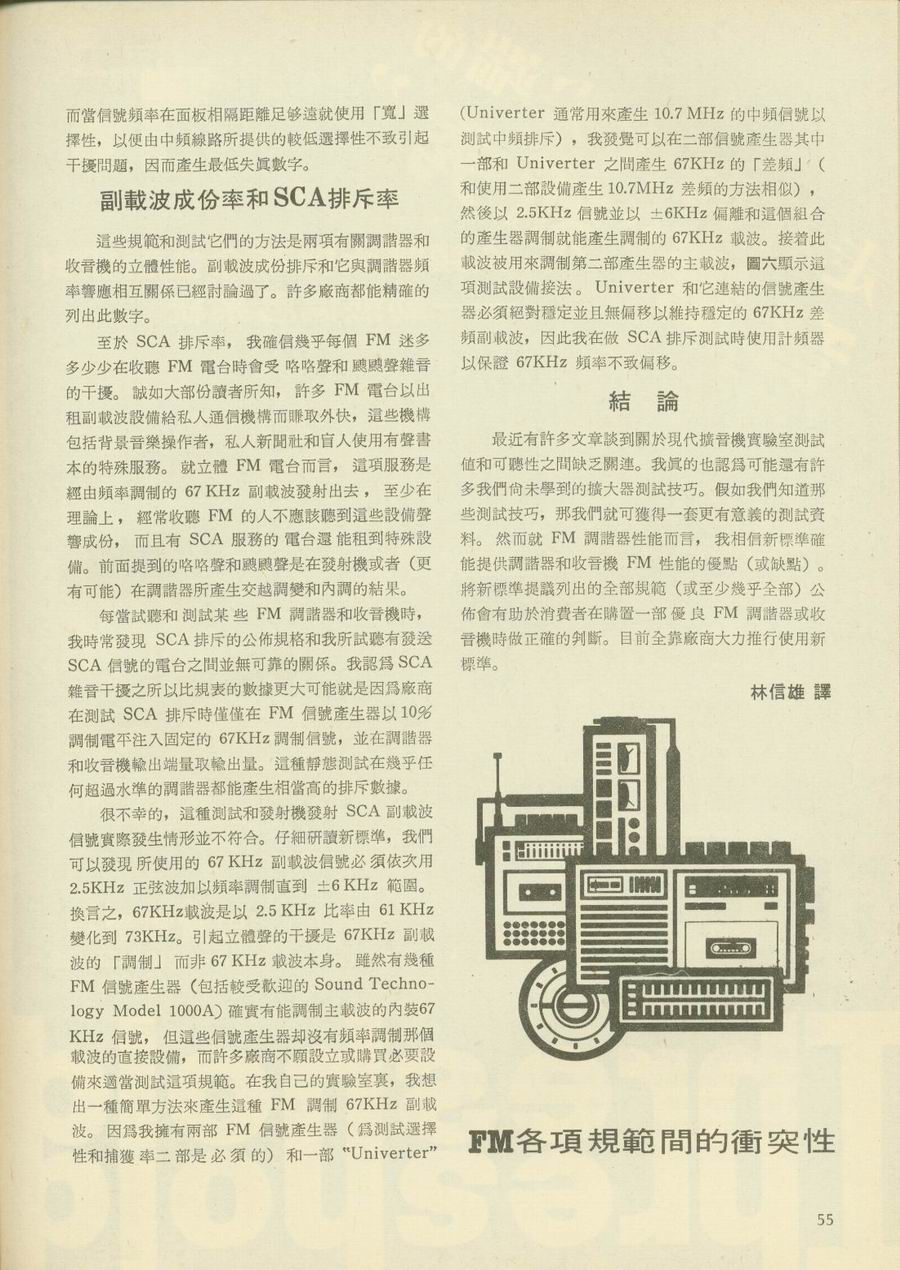 而當信號頻率在面板相隔距離足够遠就使用「寬」選
擇性，以便由中頻線路所提供的較低選擇性不致引起
干擾問題，因而產生最低失眞數字。
副載波成份率和SCA排斥率
這些規範和測試它們的方法是兩項有關調諧器和
收音機的立體性能。副載波成份排斥和它與調諧器頻
率響應相互關係已經討論過了。許多廠商都能精確的
列出此數字。
至於 SCA 排斥率， 我確信幾乎每個 FM 迷多
多少少在收聽 FM 電台時會受 咯咯聲和 颼颼聲雜音
的干擾。 誠如大部份讀者所知， 許多 FM 電台以出
租副載波設備給私人通信機構而賺取外快，這些機構
包括背景音樂操作者，私人新聞社和盲人使用有聲書
本的特殊服務。 就立體 FM 電台而言， 這項服務是
經由頻率調制的 67 KHz 副載波發射出去， 至少在
理論上， 經常收聽 FM 的人不應該聽到這些設備聲
響成份， 而且有 SCA 服務的 電台還 能租到特殊設
備。前面提到的咯咯聲和颼颼聲是在發射機或者（更
有可能）在調諧器所產生交越調變和內調的結果。
每當試聽和 測試某 些 FM 調諧器和收音機時，
我時常發現 SCA 排斥的公佈規格和我所試聽有發送
SCA 信號的電台之間並無可靠的關係。我認爲 SCA
雜音干擾之所以比規表的數據更大可能就是因爲廠商
在測試 SCA 排斥時僅僅在 FM 信號產生器以 10%
調制電平注入固定的 67KHz 調制信號，並在調諧器
和收音機輸出端量取輸出量。這種靜態測試在幾乎任
何超過水準的調諧器都能產生相當高的排斥數據。
很不幸的，這種測試和發射機發射 SCA 副載波
信號實際發生情形並不符合。仔細研讀新標準，我們
可以發現 所使用的 67 KHz 副載波信號必 須依次用
2.5KHz 正弦波加以頻率調制直到 ±6 KHz 範圍。
換言之，67KHz載波是以 2.5 KHz 比率由 61 KHz
變化到 73KHz。引起立體聲的干擾是 67KHz 副載
波的「調制」而非 67 KHz 載波本身。 雖然有幾種
FM 信號產生器（包括較受歡迎的 Sound Techno-
logy Model 1000A）確實有能調制主載波的內裝67
KHz 信號， 但這些信號產生器却沒有頻率調制那個
載波的直接設備，而許多廠商不願設立或購買必要設
備來適當測試這項規範。在我自己的實驗室裏，我想
出一種簡單方法來產生這種 FM 調制 67KHz 副載
波。 因爲我擁有兩部 FM 信號產生器（爲測試選擇
性和捕獲 率二 部是 必 須 的） 和一部 “Univerter”
（Univerter 通常用來產生 10.7 MHz 的中頻信號以
測試中頻排斥），我發覺可以在二部信號產生器其中
一部和 Univerter 之間產生 67KHz 的「差頻」（
和使用二部設備產生 10.7MHz 差頻的方法相似），
然後以 2.5KHz 信號並以 ±6KHz 偏離和這個組合
的產生器調制就能產生調制的 67KHz 載波。接着此
載波被用來調制第二部產生器的主載波，圖六顯示這
項測試設備接法。 Univerter 和它連結的信號產生
器必須絕對穩定並且無偏移以維持穩定的 67KHz 差
頻副載波，因此我在做 SCA 排斥測試時使用計頻器
以保證 67KHz 頻率不致偏移。
結 論
最近有許多文章談到關於現代擴音機實驗室測試
値和可聽性之間缺乏關連。我眞的也認爲可能還有許
多我們尙未學到的擴大器測試技巧。假如我們知道那
些測試技巧，那我們就可獲得一套更有意義的測試資
料。 然而就 FM 調諧器性能而言， 我相信新標準確
能提供調諧器和收音機 FM 性能的優點（或缺點）。
將新標準提議列出的全部規範（或至少幾乎全部）公
佈會有助於消費者在購置一部 優 良 FM 調諧器或收
音機時做正確的判斷。目前全靠廠商大力推行使用新
標準。
林信雄 譯
FM各項規範間的衝突性
55